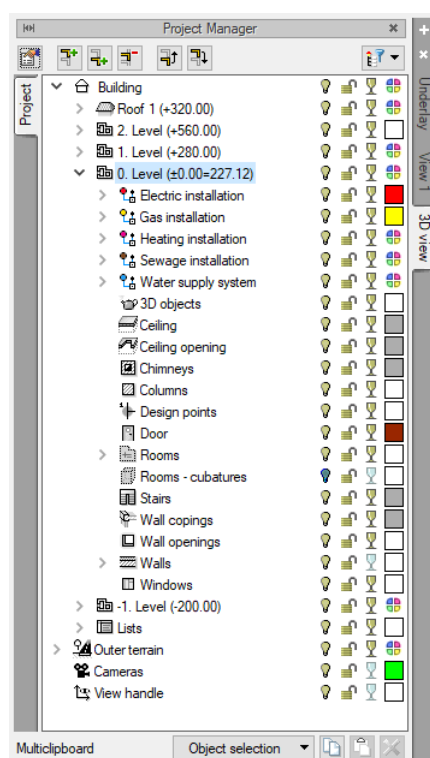 Project Manager
Project
Building
Roof 1 (+320.00)
2. Level (+560.00)
1. Level (+280.00)
0. Level (±0.00=227.12)
Electric installation
Gas installation
Heating installation
Sewage installation
Water supply system
3D objects
Ceiling
Ceiling opening
Chimneys
Columns
Design points
Door
Rooms
Rooms - cubatures
Stairs
Wall copings
Wall openings
Walls
Windows
-1. Level (-200.00)
Lists
Outer terrain
Cameras
View handle
Multiclipboard
Object selection
Underlay
View 1
3D view